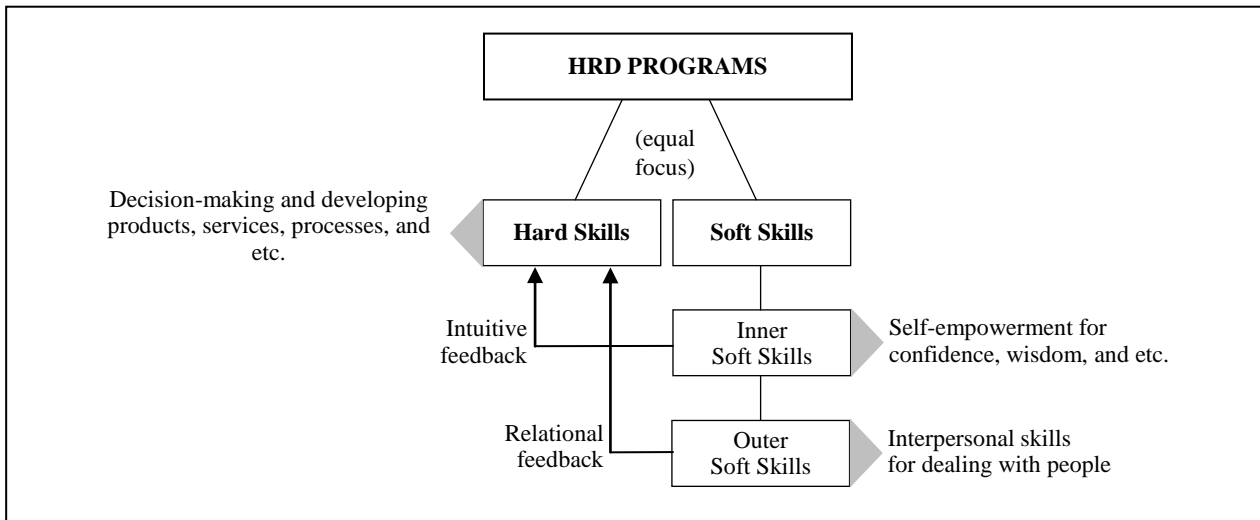 HRD PROGRAMS
(equal
focus)
Decision-making and developing
products, services, processes, and
etc.
Hard Skills
Soft Skills
Intuitive
feedback
Inner
Soft Skills
Self-empowerment for
confidence, wisdom, and etc.
Relational
feedback
Outer
Soft Skills
Interpersonal skills
for dealing with people